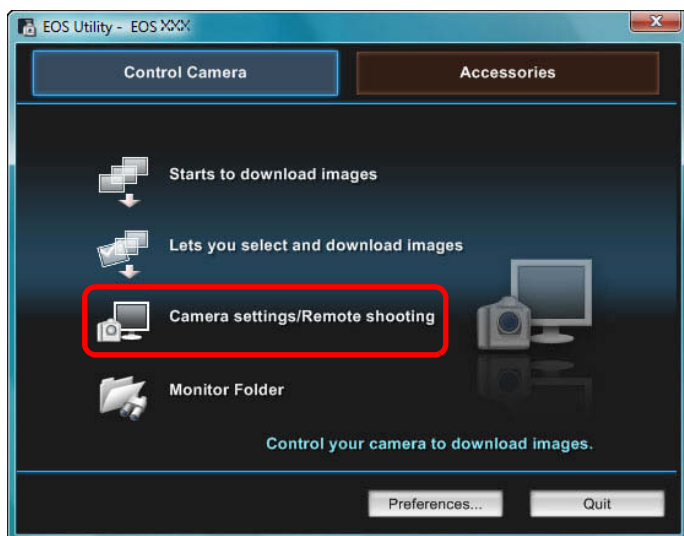 EOS Utility - EOS XXX
Control Camera
Accessories
Starts to download images
Lets you select and download images
Camera settings/Remote shooting
Monitor Folder
Control your camera to download images.
Preferences...
Quit